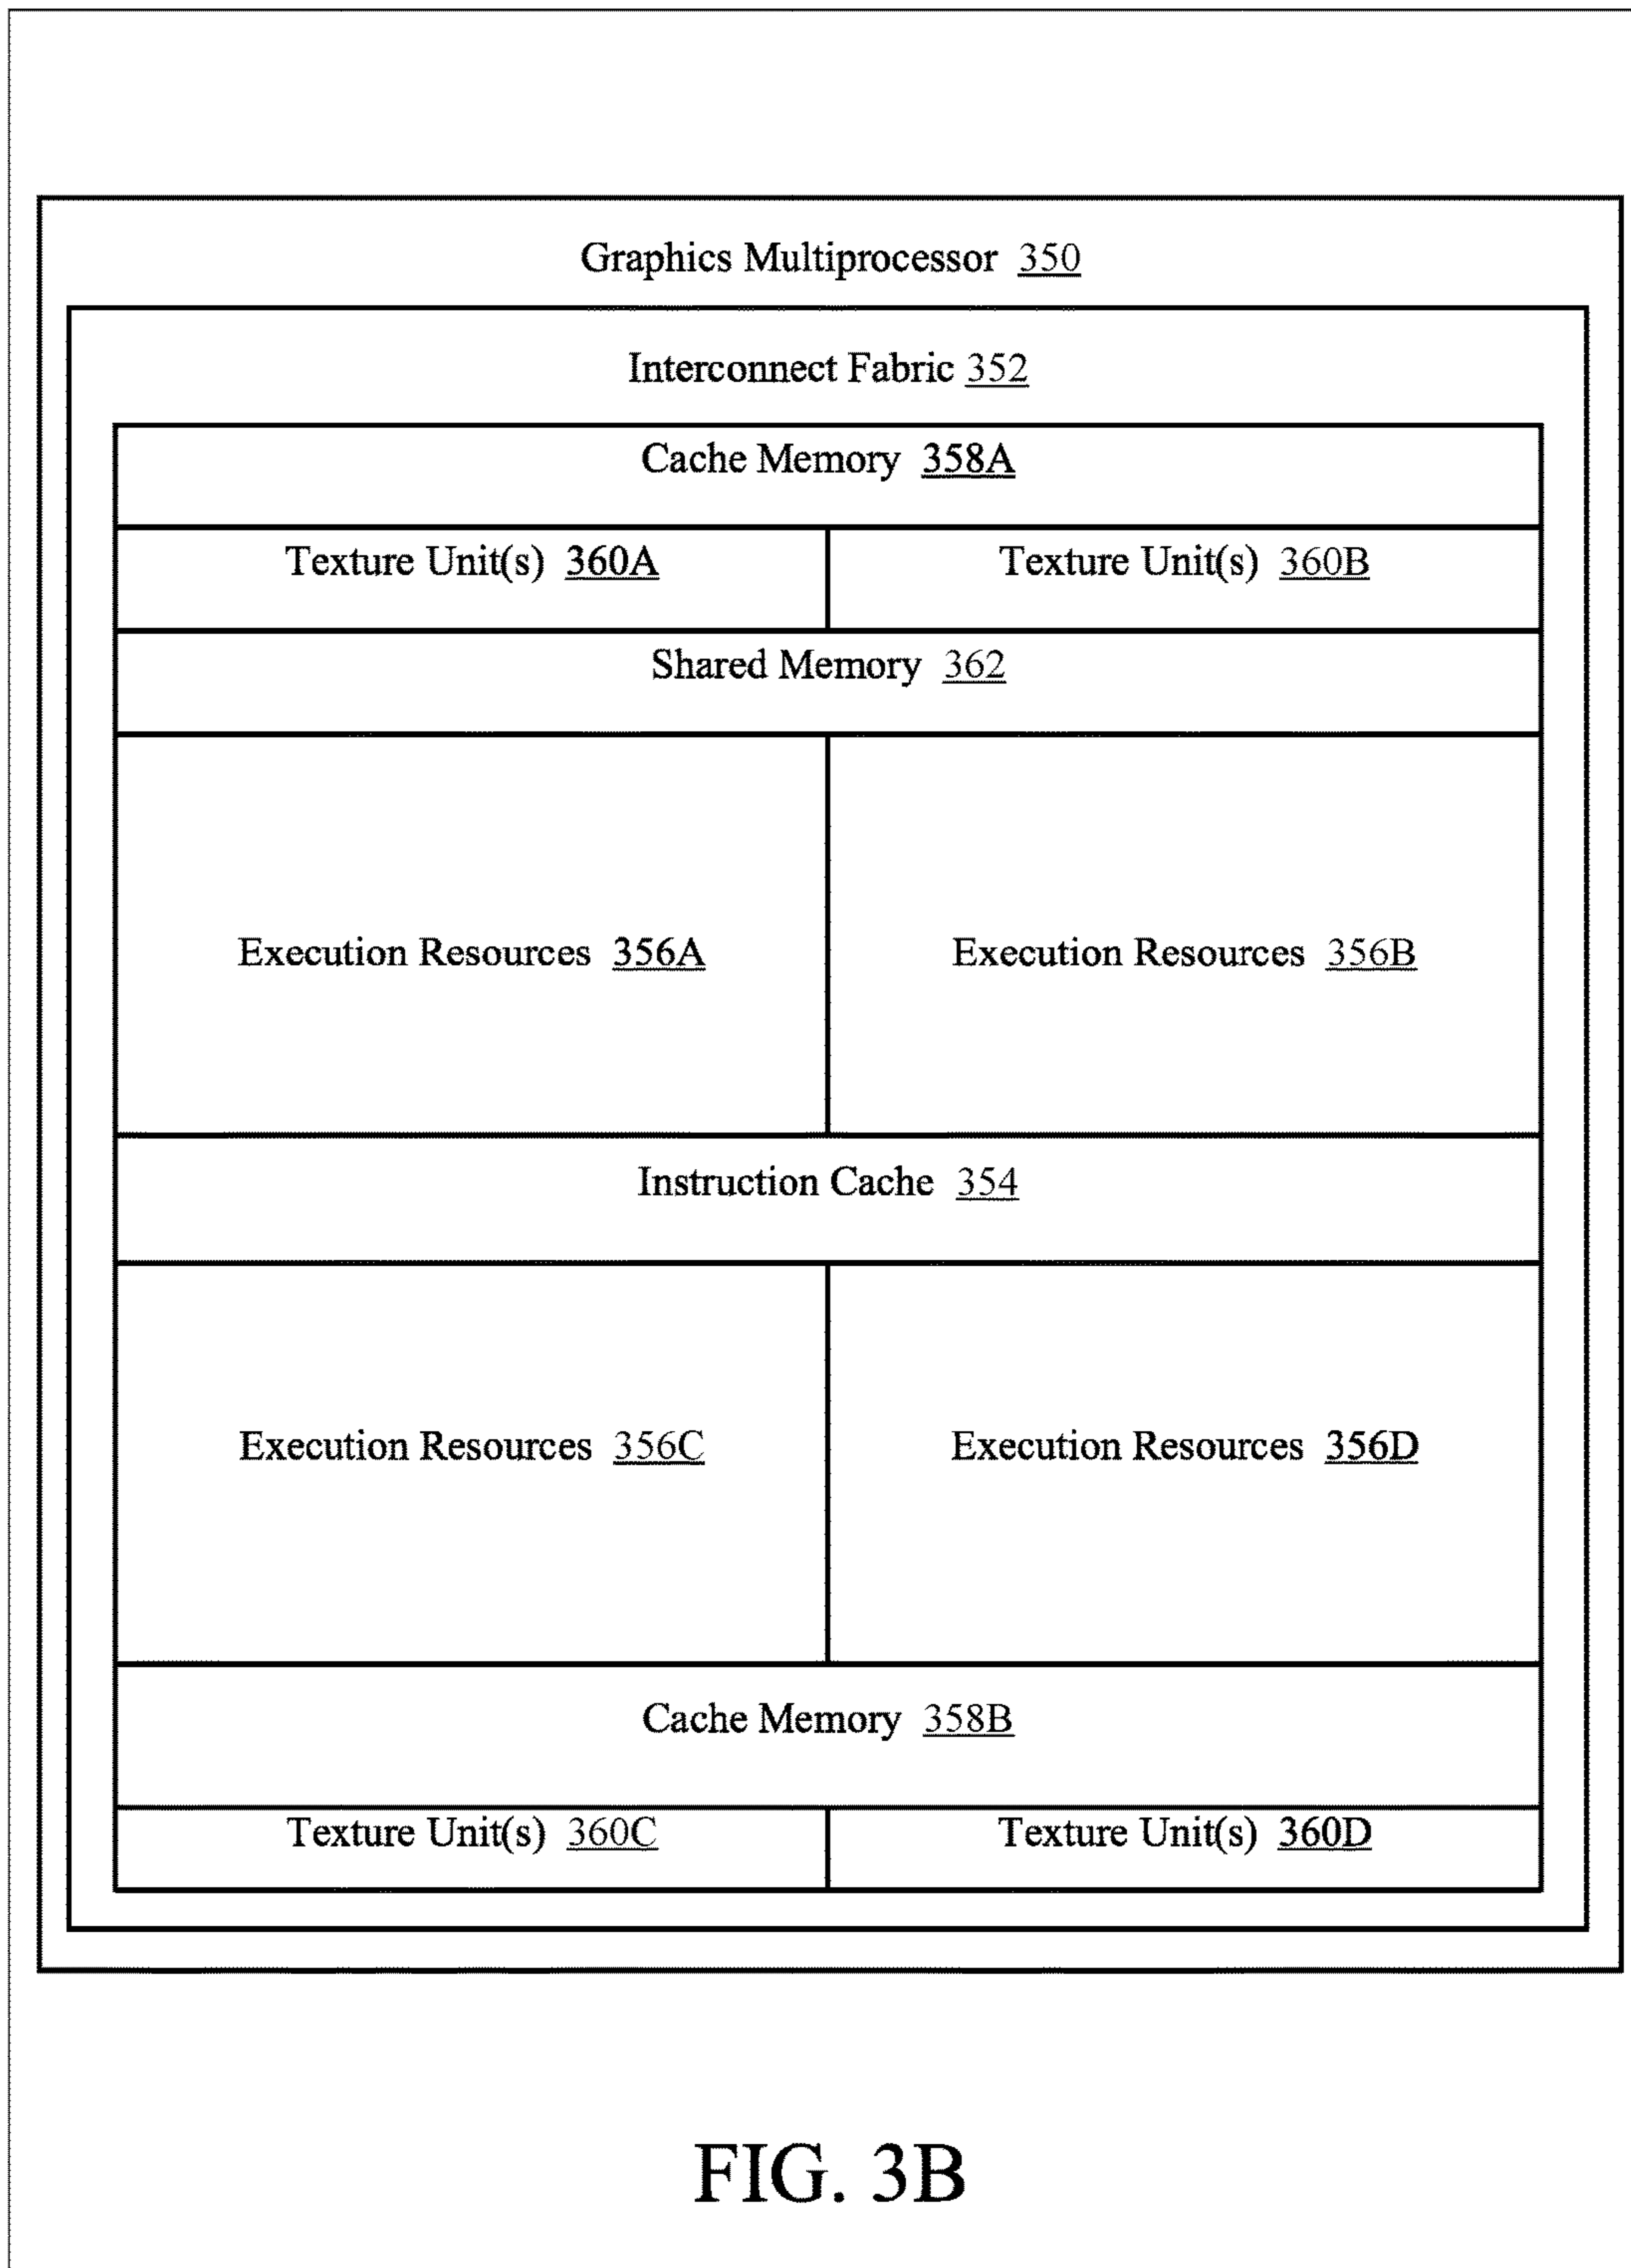 Graphics Multiprocessor 350
Interconnect Fabric 352
Cache Memory 358A
Texture Unit(s) 360A
Texture Unit(s) 360B
Shared Memory 362
Execution Resources 356A
Execution Resources 356B
Instruction Cache 354
Execution Resources 356C
Execution Resources 356D
Cache Memory 358B
Texture Unit(s) 360C
Texture Unit(s) 360D
FIG. 3B